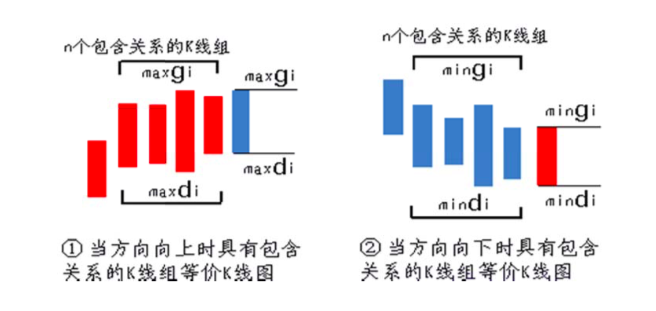 n个包含关系的K线组
maxgi
maxgi
maxdi
maxdi
①当方向向上时具有包含
关系的K线组等价K线图
n个包含关系的K线组
mingi
mingi
mindi
mindi
②当方向向下时具有包含
关系的K线组等价K线图